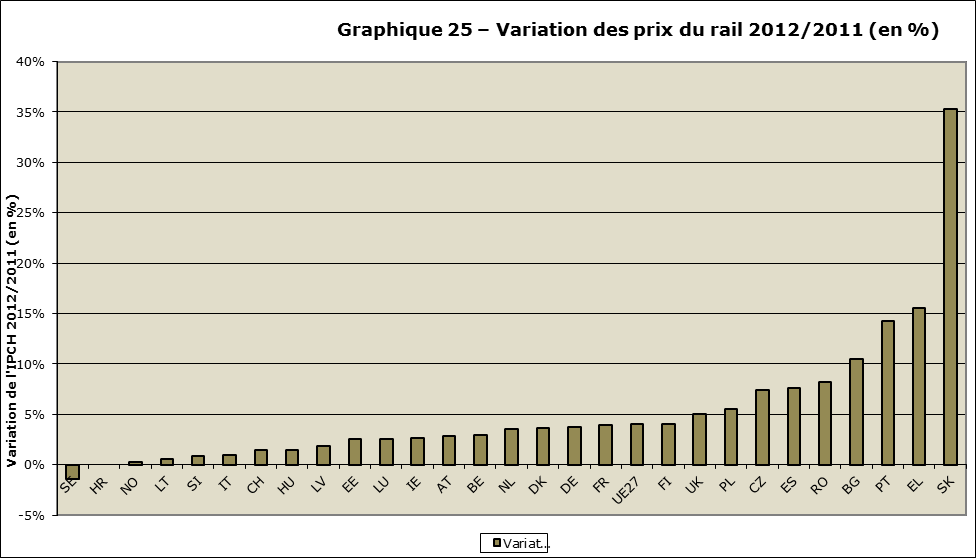 Graphique 25 – Variation des prix du rail 2012/2011 (en %)
Variation de l'IPCH 2012/2011 (en %)
40%
35%
30%
25%
20%
15%
10%
5%
0%
-5%
SE HR NO LT SI IT CH HU LV EE LU IE AT BE NL DK DE FR UE27 FI UK PL CZ ES RO BG PT EL SK
Variat...